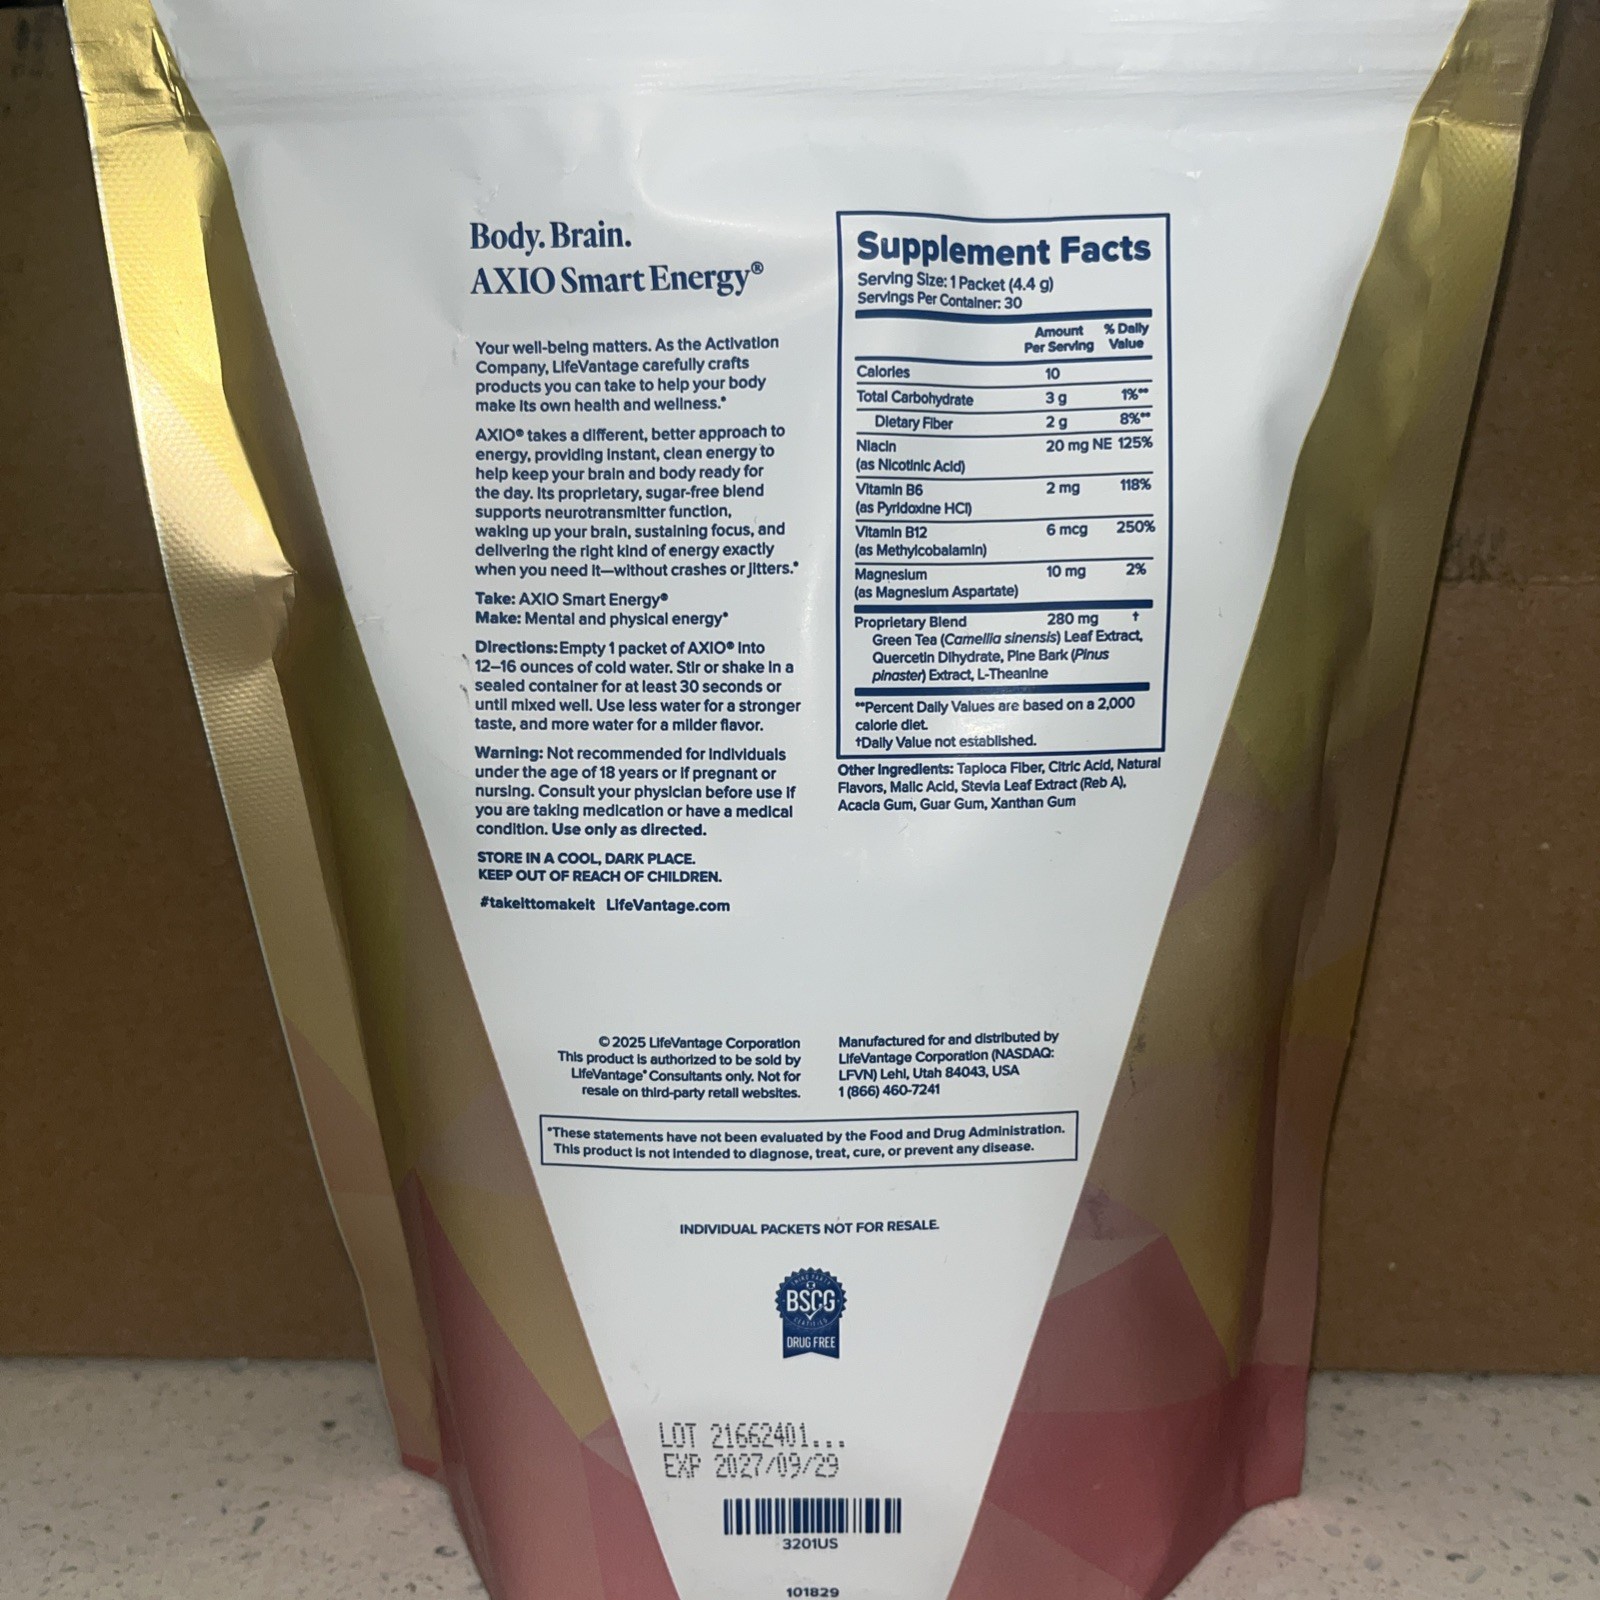 Body. Brain.
AXIO Smart Energy®
Your well-being matters. As the Activation
Company, LifeVantage carefully crafts
products you can take to help your body
make its own health and wellness.*
AXIO® takes a different, better approach to
energy, providing instant, clean energy to
help keep your brain and body ready for
the day. Its proprietary, sugar-free blend
supports neurotransmitter function,
waking up your brain, sustaining focus, and
delivering the right kind of energy exactly
when you need it—without crashes or jitters.*
Take: AXIO Smart Energy®
Make: Mental and physical energy*
Directions: Empty 1 packet of AXIO® into
12–16 ounces of cold water. Stir or shake in a
sealed container for at least 30 seconds or
until mixed well. Use less water for a stronger
taste, and more water for a milder flavor.
Warning: Not recommended for individuals
under the age of 18 years or if pregnant or
nursing. Consult your physician before use if
you are taking medication or have a medical
condition. Use only as directed.
STORE IN A COOL, DARK PLACE.
KEEP OUT OF REACH OF CHILDREN.
#takeittomakeit LifeVantage.com
Supplement Facts
Serving Size: 1 Packet (4.4 g)
Servings Per Container: 30
Amount % Daily
Per Serving Value
Calories 10
Total Carbohydrate 3 g 1%**
Dietary Fiber 2 g 8%**
Niacin 20 mg NE 125%
(as Nicotinic Acid)
Vitamin B6 2 mg 118%
(as Pyridoxine HCl)
Vitamin B12 6 mcg 250%
(as Methylcobalamin)
Magnesium 10 mg 2%
(as Magnesium Aspartate)
Proprietary Blend 280 mg †
Green Tea (Camellia sinensis) Leaf Extract,
Quercetin Dihydrate, Pine Bark (Pinus
pinaster) Extract, L-Theanine
**Percent Daily Values are based on a 2,000
calorie diet.
†Daily Value not established.
Other Ingredients: Tapioca Fiber, Citric Acid, Natural
Flavors, Malic Acid, Stevia Leaf Extract (Reb A),
Acacia Gum, Guar Gum, Xanthan Gum
© 2025 LifeVantage Corporation
This product is authorized to be sold by
LifeVantage® Consultants only. Not for
resale on third-party retail websites.
Manufactured for and distributed by
LifeVantage Corporation (NASDAQ:
LFVN) Lehi, Utah 84043, USA
1 (866) 460-7241
*These statements have not been evaluated by the Food and Drug Administration.
This product is not intended to diagnose, treat, cure, or prevent any disease.
INDIVIDUAL PACKETS NOT FOR RESALE.
THIRD PARTY
BSCG
CERTIFIED
DRUG FREE
LOT 21662401...
EXP 2027/09/29
3201US
101829